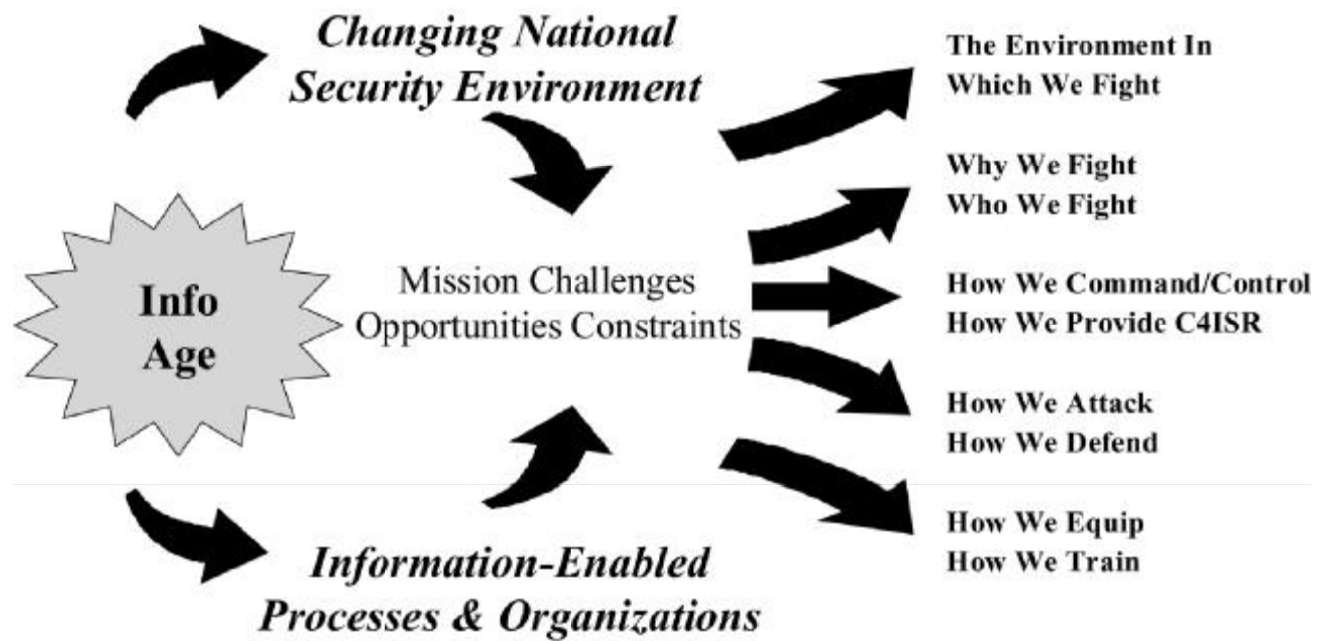 Changing National
Security Environment
Info
Age
Mission Challenges
Opportunities Constraints
Information-Enabled
Processes & Organizations
The Environment In
Which We Fight
Why We Fight
Who We Fight
How We Command/Control
How We Provide C4ISR
How We Attack
How We Defend
How We Equip
How We Train